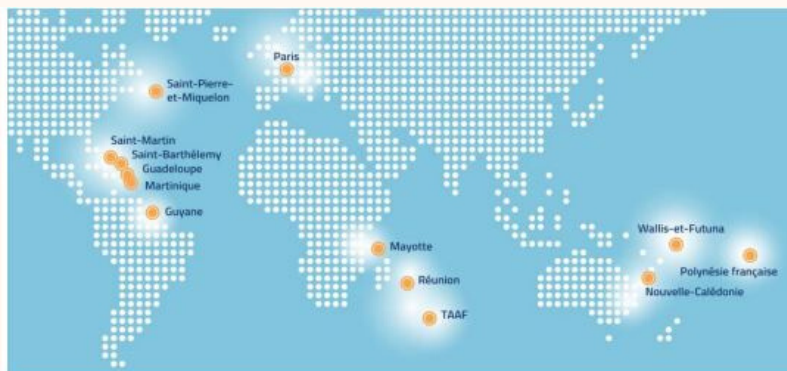 Paris
Saint-Pierre-
et-Miquelon
Saint-Martin
Saint-Barthélemy
Guadeloupe
Martinique
Guyane
Mayotte
Réunion
TAAF
Wallis-et-Futuna
Polynésie française
Nouvelle-Calédonie